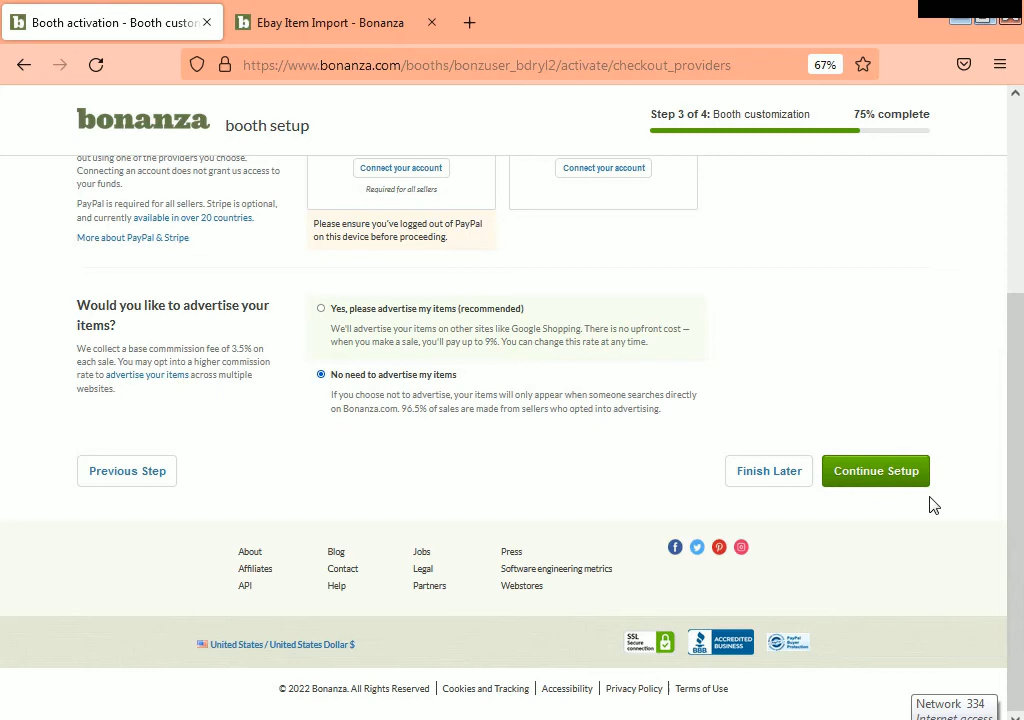 Booth activation - Booth custor
Ebay Item Import - Bonanza
https://www.bonanza.com/booths/bonzuser_bdryl2/activate/checkout_providers
67%
bonanza booth setup
Step 3 of 4: Booth customization 75% complete
out using one of the providers you choose.
Connecting an account does not grant us access to
your funds.
PayPal is required for all sellers. Stripe is optional,
and currently available in over 20 countries.
More about PayPal & Stripe
Connect your account
Required for all sellers
Please ensure you've logged out of PayPal
on this device before proceeding.
Connect your account
Would you like to advertise your
items?
We collect a base commmission fee of 3.5% on
each sale. You may opt into a higher commission
rate to advertise your items across multiple
websites.
Yes, please advertise my items (recommended)
We'll advertise your items on other sites like Google Shopping. There is no upfront cost —
when you make a sale, you'll pay up to 9%. You can change this rate at any time.
No need to advertise my items
If you choose not to advertise, your items will only appear when someone searches directly
on Bonanza.com. 96.5% of sales are made from sellers who opted into advertising.
Previous Step
Finish Later
Continue Setup
About Blog Jobs Press
Affiliates Contact Legal Software engineering metrics
API Help Partners Webstores
United States / United States Dollar $
SSL
Secure
connection
BBB
ACCREDITED
BUSINESS
PayPal
Buyer
Protection
© 2022 Bonanza. All Rights Reserved | Cookies and Tracking | Accessibility | Privacy Policy | Terms of Use
Network 334
Internet access